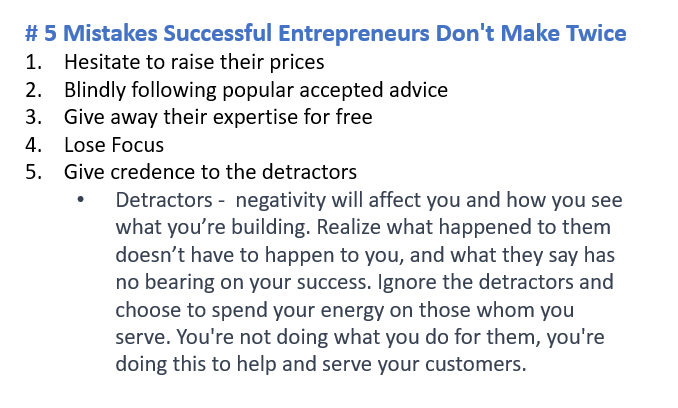 # 5 Mistakes Successful Entrepreneurs Don't Make Twice
1. Hesitate to raise their prices
2. Blindly following popular accepted advice
3. Give away their expertise for free
4. Lose Focus
5. Give credence to the detractors
• Detractors -  negativity will affect you and how you see
what you’re building. Realize what happened to them
doesn’t have to happen to you, and what they say has
no bearing on your success. Ignore the detractors and
choose to spend your energy on those whom you
serve. You're not doing what you do for them, you're
doing this to help and serve your customers.